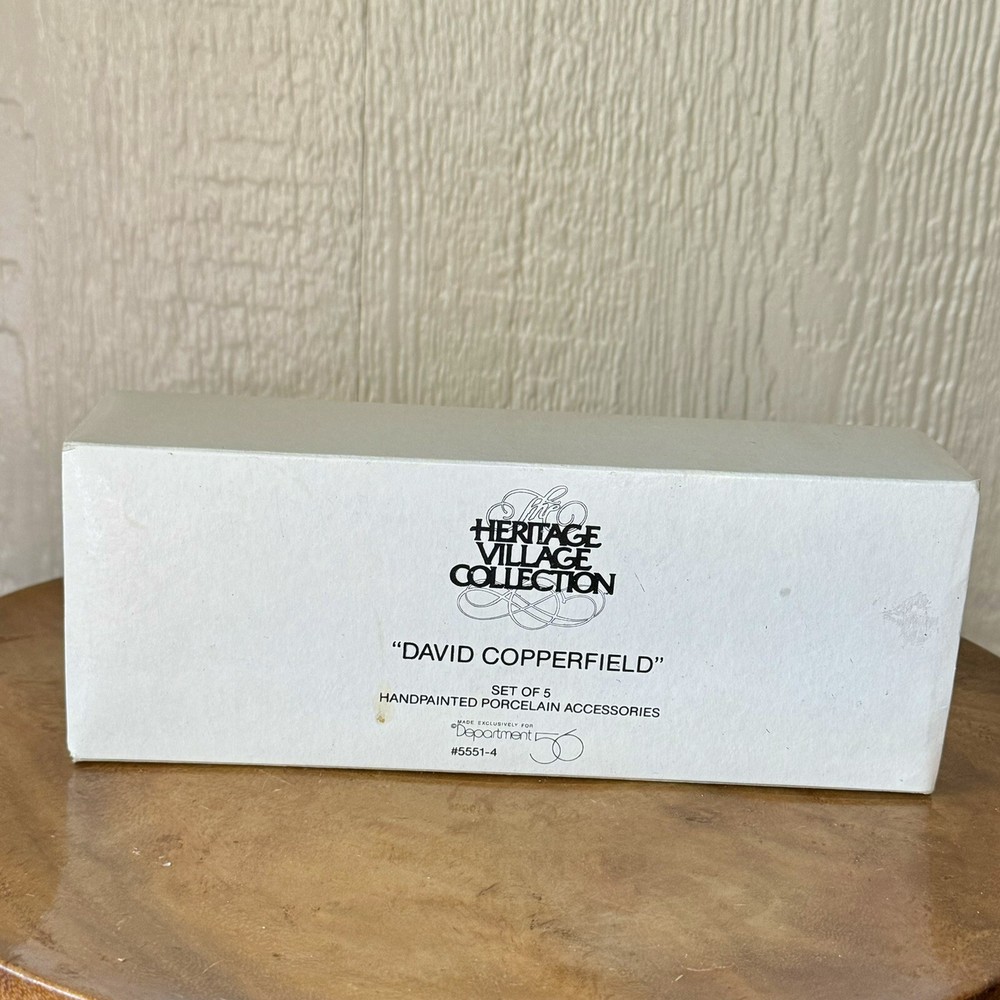 The
HERITAGE
VILLAGE
COLLECTION
“DAVID COPPERFIELD”
SET OF 5
HANDPAINTED PORCELAIN ACCESSORIES
MADE EXCLUSIVELY FOR
©Department 56
#5551-4